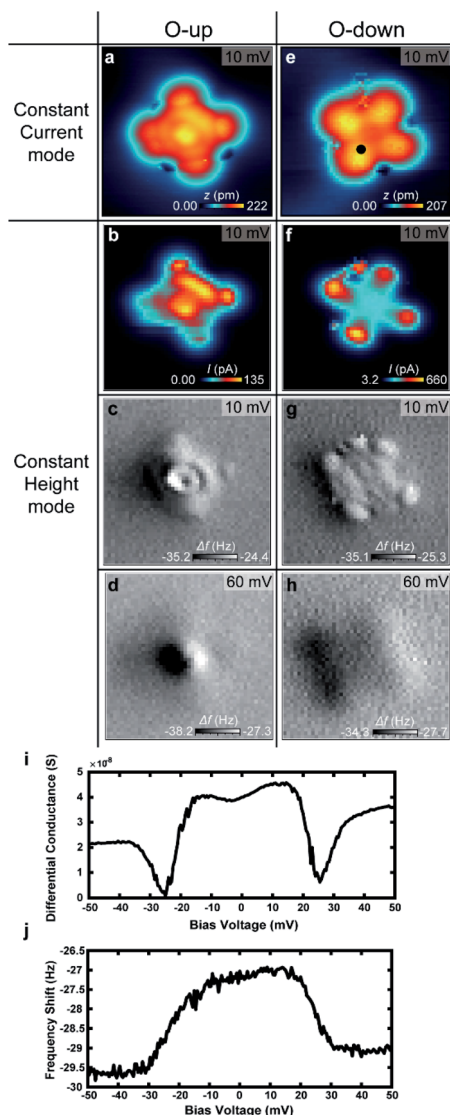 O-up O-down
Constant
Current
mode
a 10 mV
0.00 z (pm) 222
e 10 mV
0.00 z (pm) 207
b 10 mV
0.00 I (pA) 135
f 10 mV
3.2 I (pA) 660
Constant
Height
mode
c 10 mV
Δf (Hz)
-35.2 -24.4
g 10 mV
Δf (Hz)
-35.1 -25.3
d 60 mV
Δf (Hz)
-38.2 -27.3
h 60 mV
Δf (Hz)
-34.3 -27.7
i
×10⁻⁸
Differential Conductance (S)
5
4
3
2
1
0
-50 -40 -30 -20 -10 0 10 20 30 40 50
Bias Voltage (mV)
j
Frequency Shift (Hz)
-26.5
-27
-27.5
-28
-28.5
-29
-29.5
-30
-50 -40 -30 -20 -10 0 10 20 30 40 50
Bias Voltage (mV)